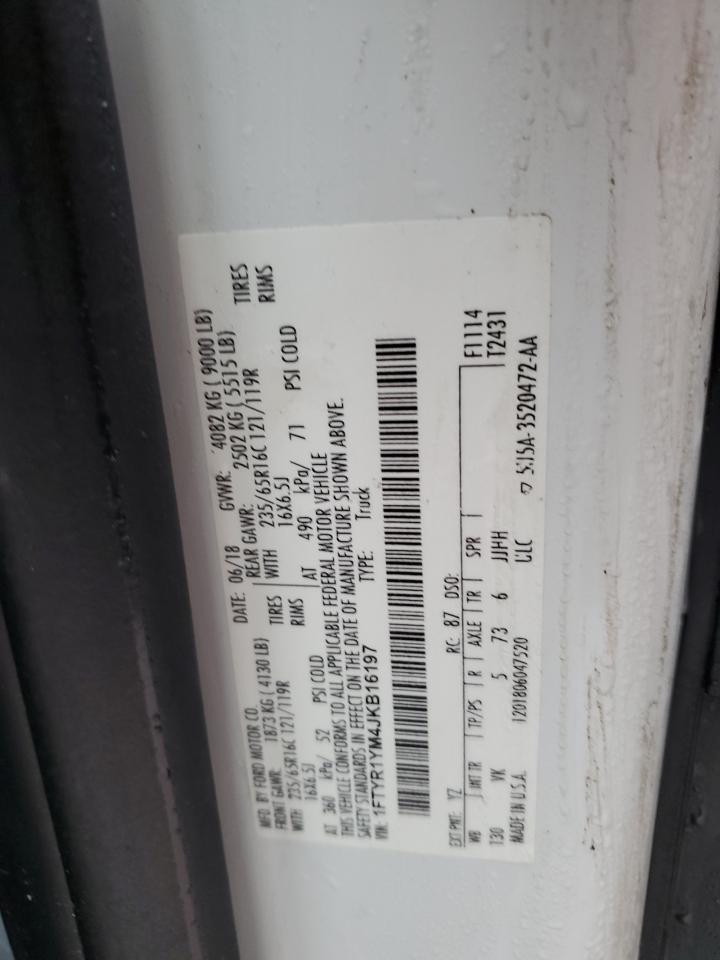 MFD. BY FORD MOTOR CO. DATE: 06/18 GVWR: 4082 KG ( 9000 LB)
FRONT GAWR: 1873 KG ( 4130 LB) REAR GAWR: 2502 KG ( 5515 LB)
WITH 235/65R16C 121/119R TIRES WITH 235/65R16C 121/119R TIRES
16X6.5J RIMS 16X6.5J RIMS
AT 360 kPa/ 52 PSI COLD AT 490 kPa/ 71 PSI COLD
THIS VEHICLE CONFORMS TO ALL APPLICABLE FEDERAL MOTOR VEHICLE
SAFETY STANDARDS IN EFFECT ON THE DATE OF MANUFACTURE SHOWN ABOVE.
VIN: 1FTYR1YM4JKB16197 TYPE: Truck
EXT PNT: YZ RC: 87 DSO:
WB INT TR TP/PS R AXLE TR SPR F1114
130 VK 5 73 6 JJHH T2431
MADE IN U.S.A. 1201806047520 ULC 3520472-AA